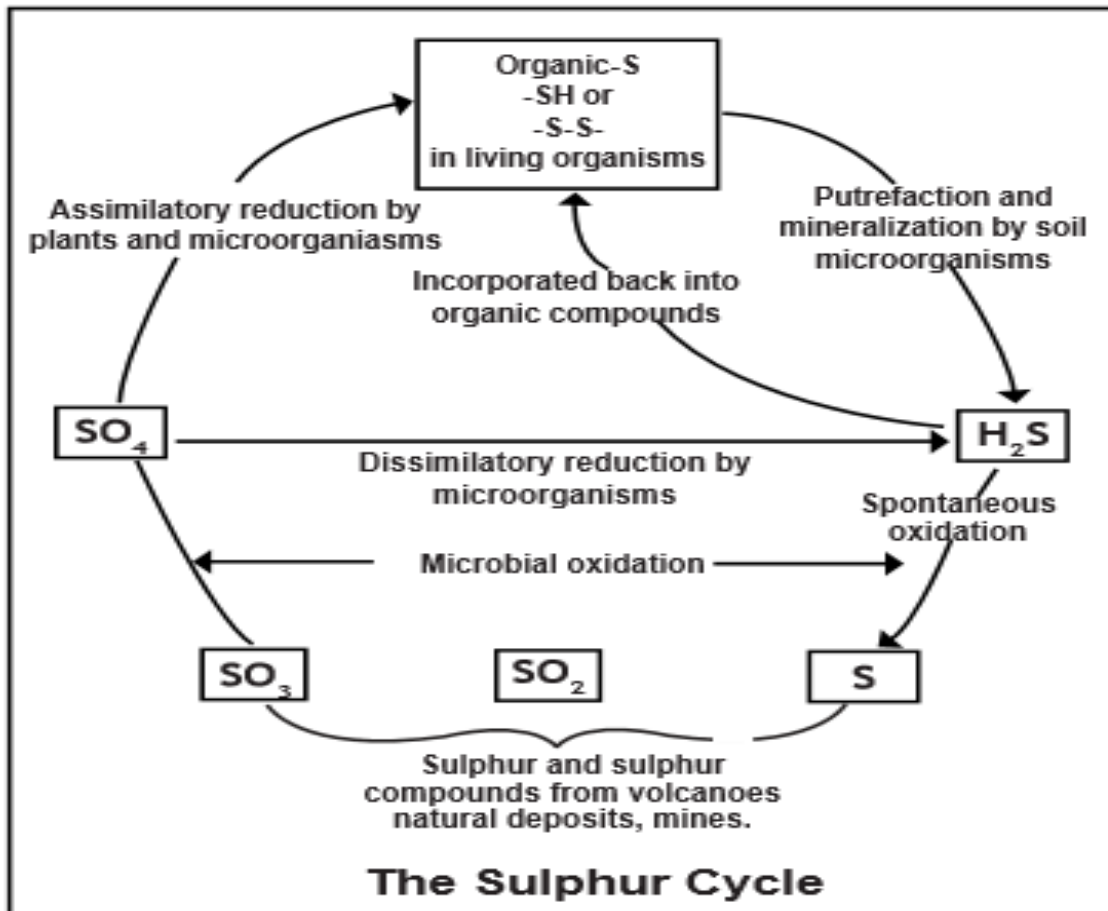 Organic-S
-SH or
-S-S-
in living organisms
Assimilatory reduction by
plants and microorganiasms
Putrefaction and
mineralization by soil
microorganisms
Incorporated back into
organic compounds
SO₄
H₂S
Dissimilatory reduction by
microorganisms
Spontaneous
oxidation
Microbial oxidation
SO₃
SO₂
S
Sulphur and sulphur
compounds from volcanoes
natural deposits, mines.
The Sulphur Cycle